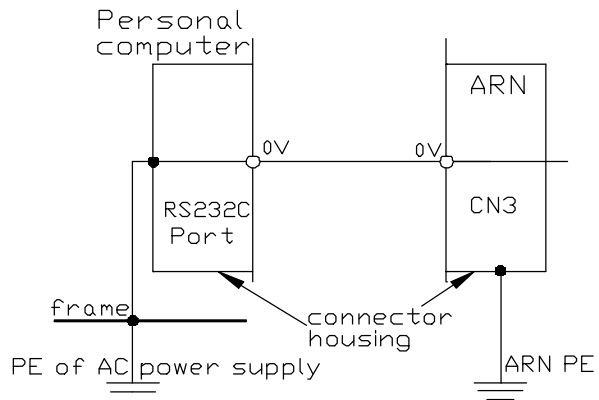 Personal
computer
ARN
0V
0V
RS232C
Port
CN3
frame
connector
housing
PE of AC power supply
ARN PE